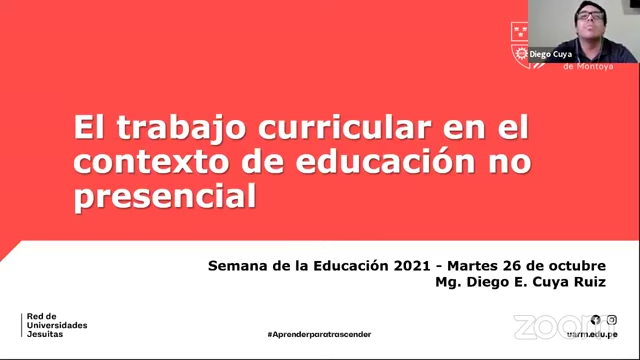 Diego Cuya
de Montoya
El trabajo curricular en el
contexto de educación no
presencial
Semana de la Educación 2021 - Martes 26 de octubre
Mg. Diego E. Cuya Ruiz
Red de
Universidades
Jesuitas
#Aprenderparatrascender
zoom
uarm.edu.pe